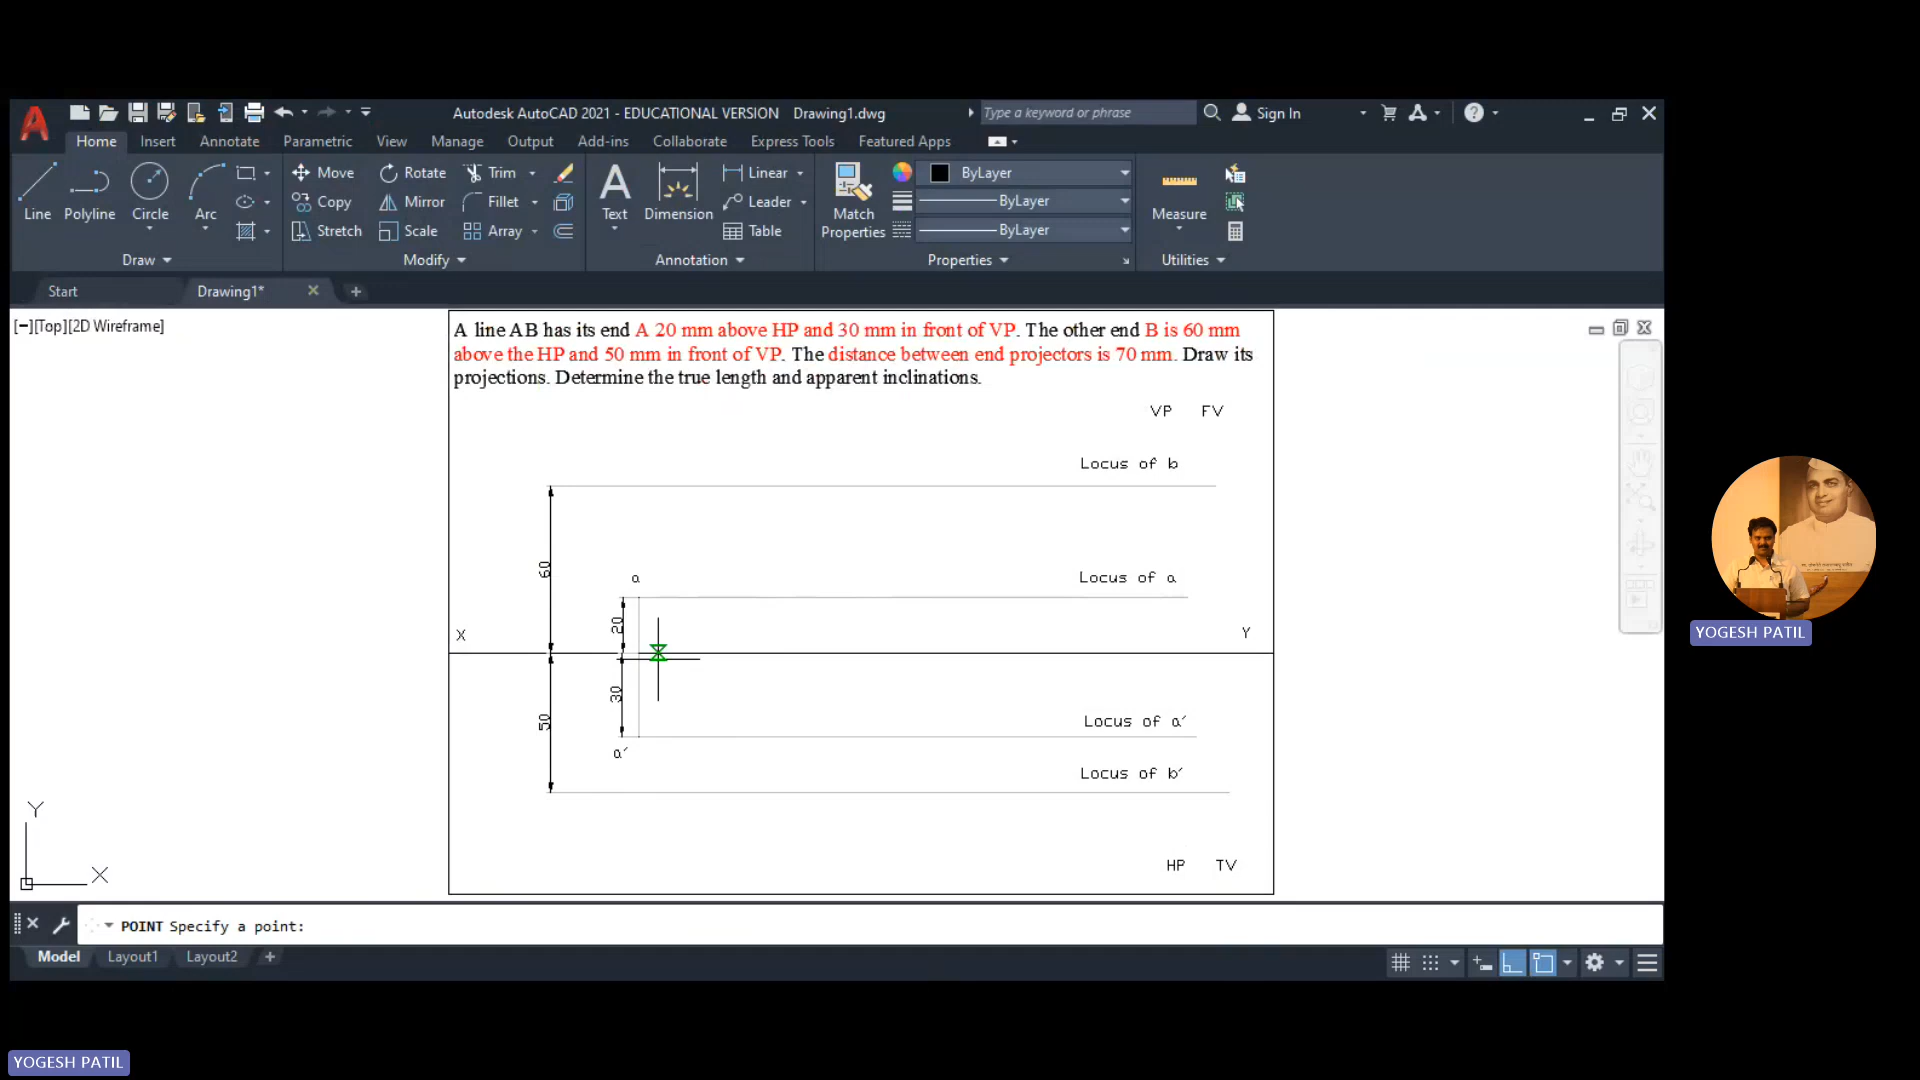 Autodesk AutoCAD 2021 - EDUCATIONAL VERSION Drawing1.dwg
Type a keyword or phrase
Sign In
Home Insert Annotate Parametric View Manage Output Add-ins Collaborate Express Tools Featured Apps
Line Polyline Circle Arc
Move Rotate Trim
Copy Mirror Fillet
Stretch Scale Array
Text Dimension
Linear
Leader
Table
Match Properties
ByLayer
ByLayer
ByLayer
Measure
Draw Modify Annotation Properties Utilities
Start Drawing1*
[−][Top][2D Wireframe]
A line AB has its end A 20 mm above HP and 30 mm in front of VP. The other end B is 60 mm
above the HP and 50 mm in front of VP. The distance between end projectors is 70 mm. Draw its
projections. Determine the true length and apparent inclinations.
VP FV
Locus of b
60
a
Locus of a
20
X Y
30
50
Locus of a'
a'
Locus of b'
HP TV
Y
X
POINT Specify a point:
Model Layout1 Layout2
YOGESH PATIL
YOGESH PATIL